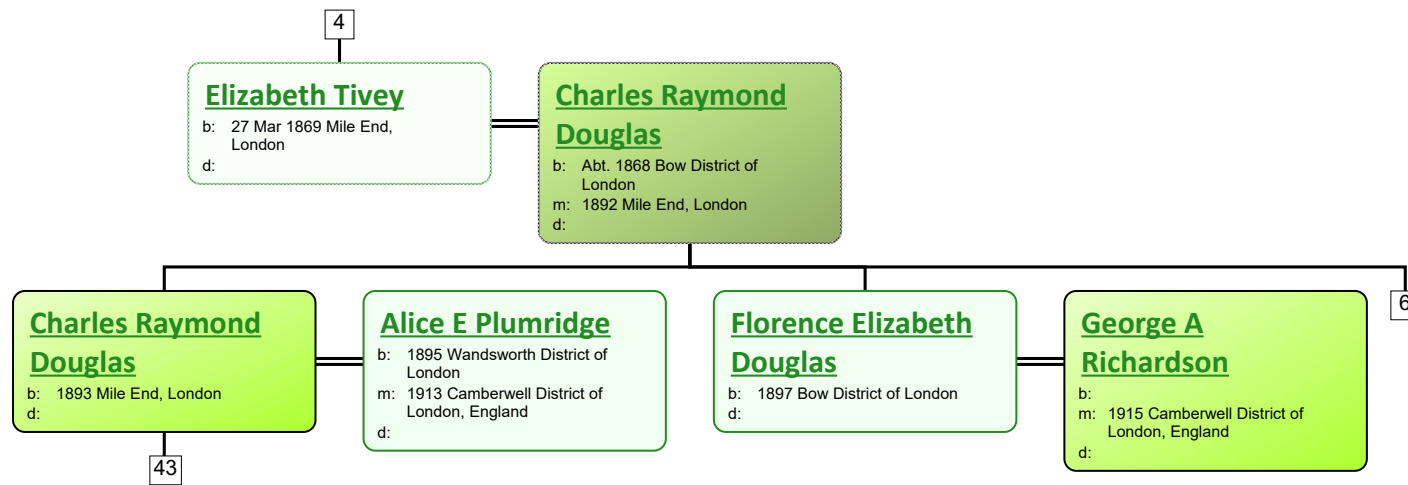 4
Elizabeth Tivey
b: 27 Mar 1869 Mile End,
London
d:
Charles Raymond
Douglas
b: Abt. 1868 Bow District of
London
m: 1892 Mile End, London
d:
Charles Raymond
Douglas
b: 1893 Mile End, London
d:
43
Alice E Plumridge
b: 1895 Wandsworth District of
London
m: 1913 Camberwell District of
London, England
d:
Florence Elizabeth
Douglas
b: 1897 Bow District of London
d:
George A
Richardson
b:
m: 1915 Camberwell District of
London, England
d:
6